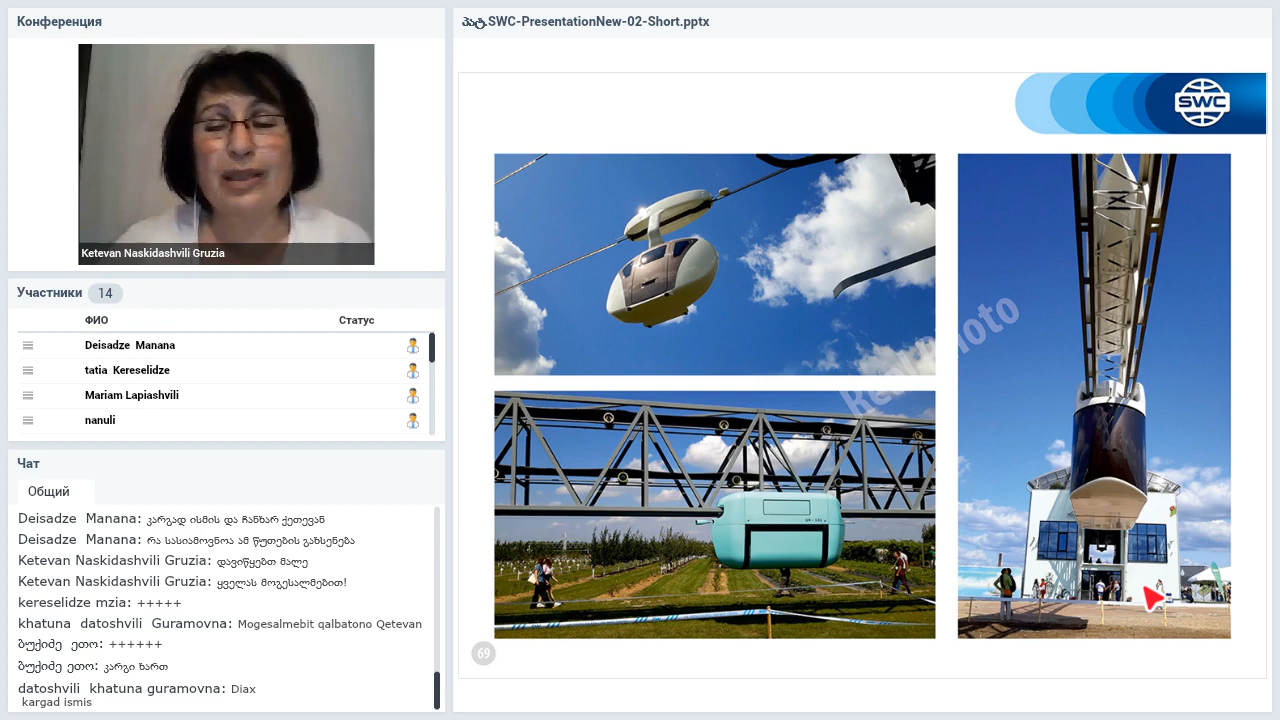 Конференция
Ketevan Naskidashvili Gruzia
Участники 14
ФИО Статус
Deisadze Manana
tatia Kereselidze
Mariam Lapiashvili
nanuli
Чат
Общий
Deisadze Manana: კარგად ისმის და ჩანხარ ქეთევან
Deisadze Manana: რა სასიამოვნოა ამ წუთების გახსენება
Ketevan Naskidashvili Gruzia: დავიწყებთ მალე
Ketevan Naskidashvili Gruzia: ყველას მოგესალმებით!
kereselidze mzia: +++++
khatuna datoshvili Guramovna: Mogesalmebit qalbatono Qetevan
ბუქიძე ეთო: ++++++
ბუქიძე ეთო: კარგი ხართ
datoshvili khatuna guramovna: Diax
kargad ismis
პატ.SWC-PresentationNew-02-Short.pptx
SWC
69